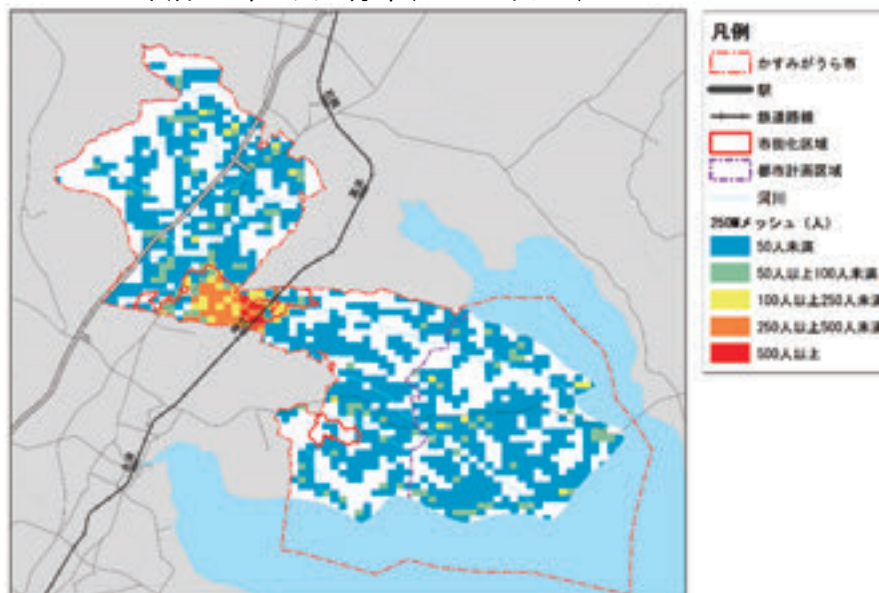 凡例
かすみがうら市
駅
鉄道路線
市街化区域
都市計画区域
河川
250mメッシュ（人）
50人未満
50人以上100人未満
100人以上250人未満
250人以上500人未満
500人以上